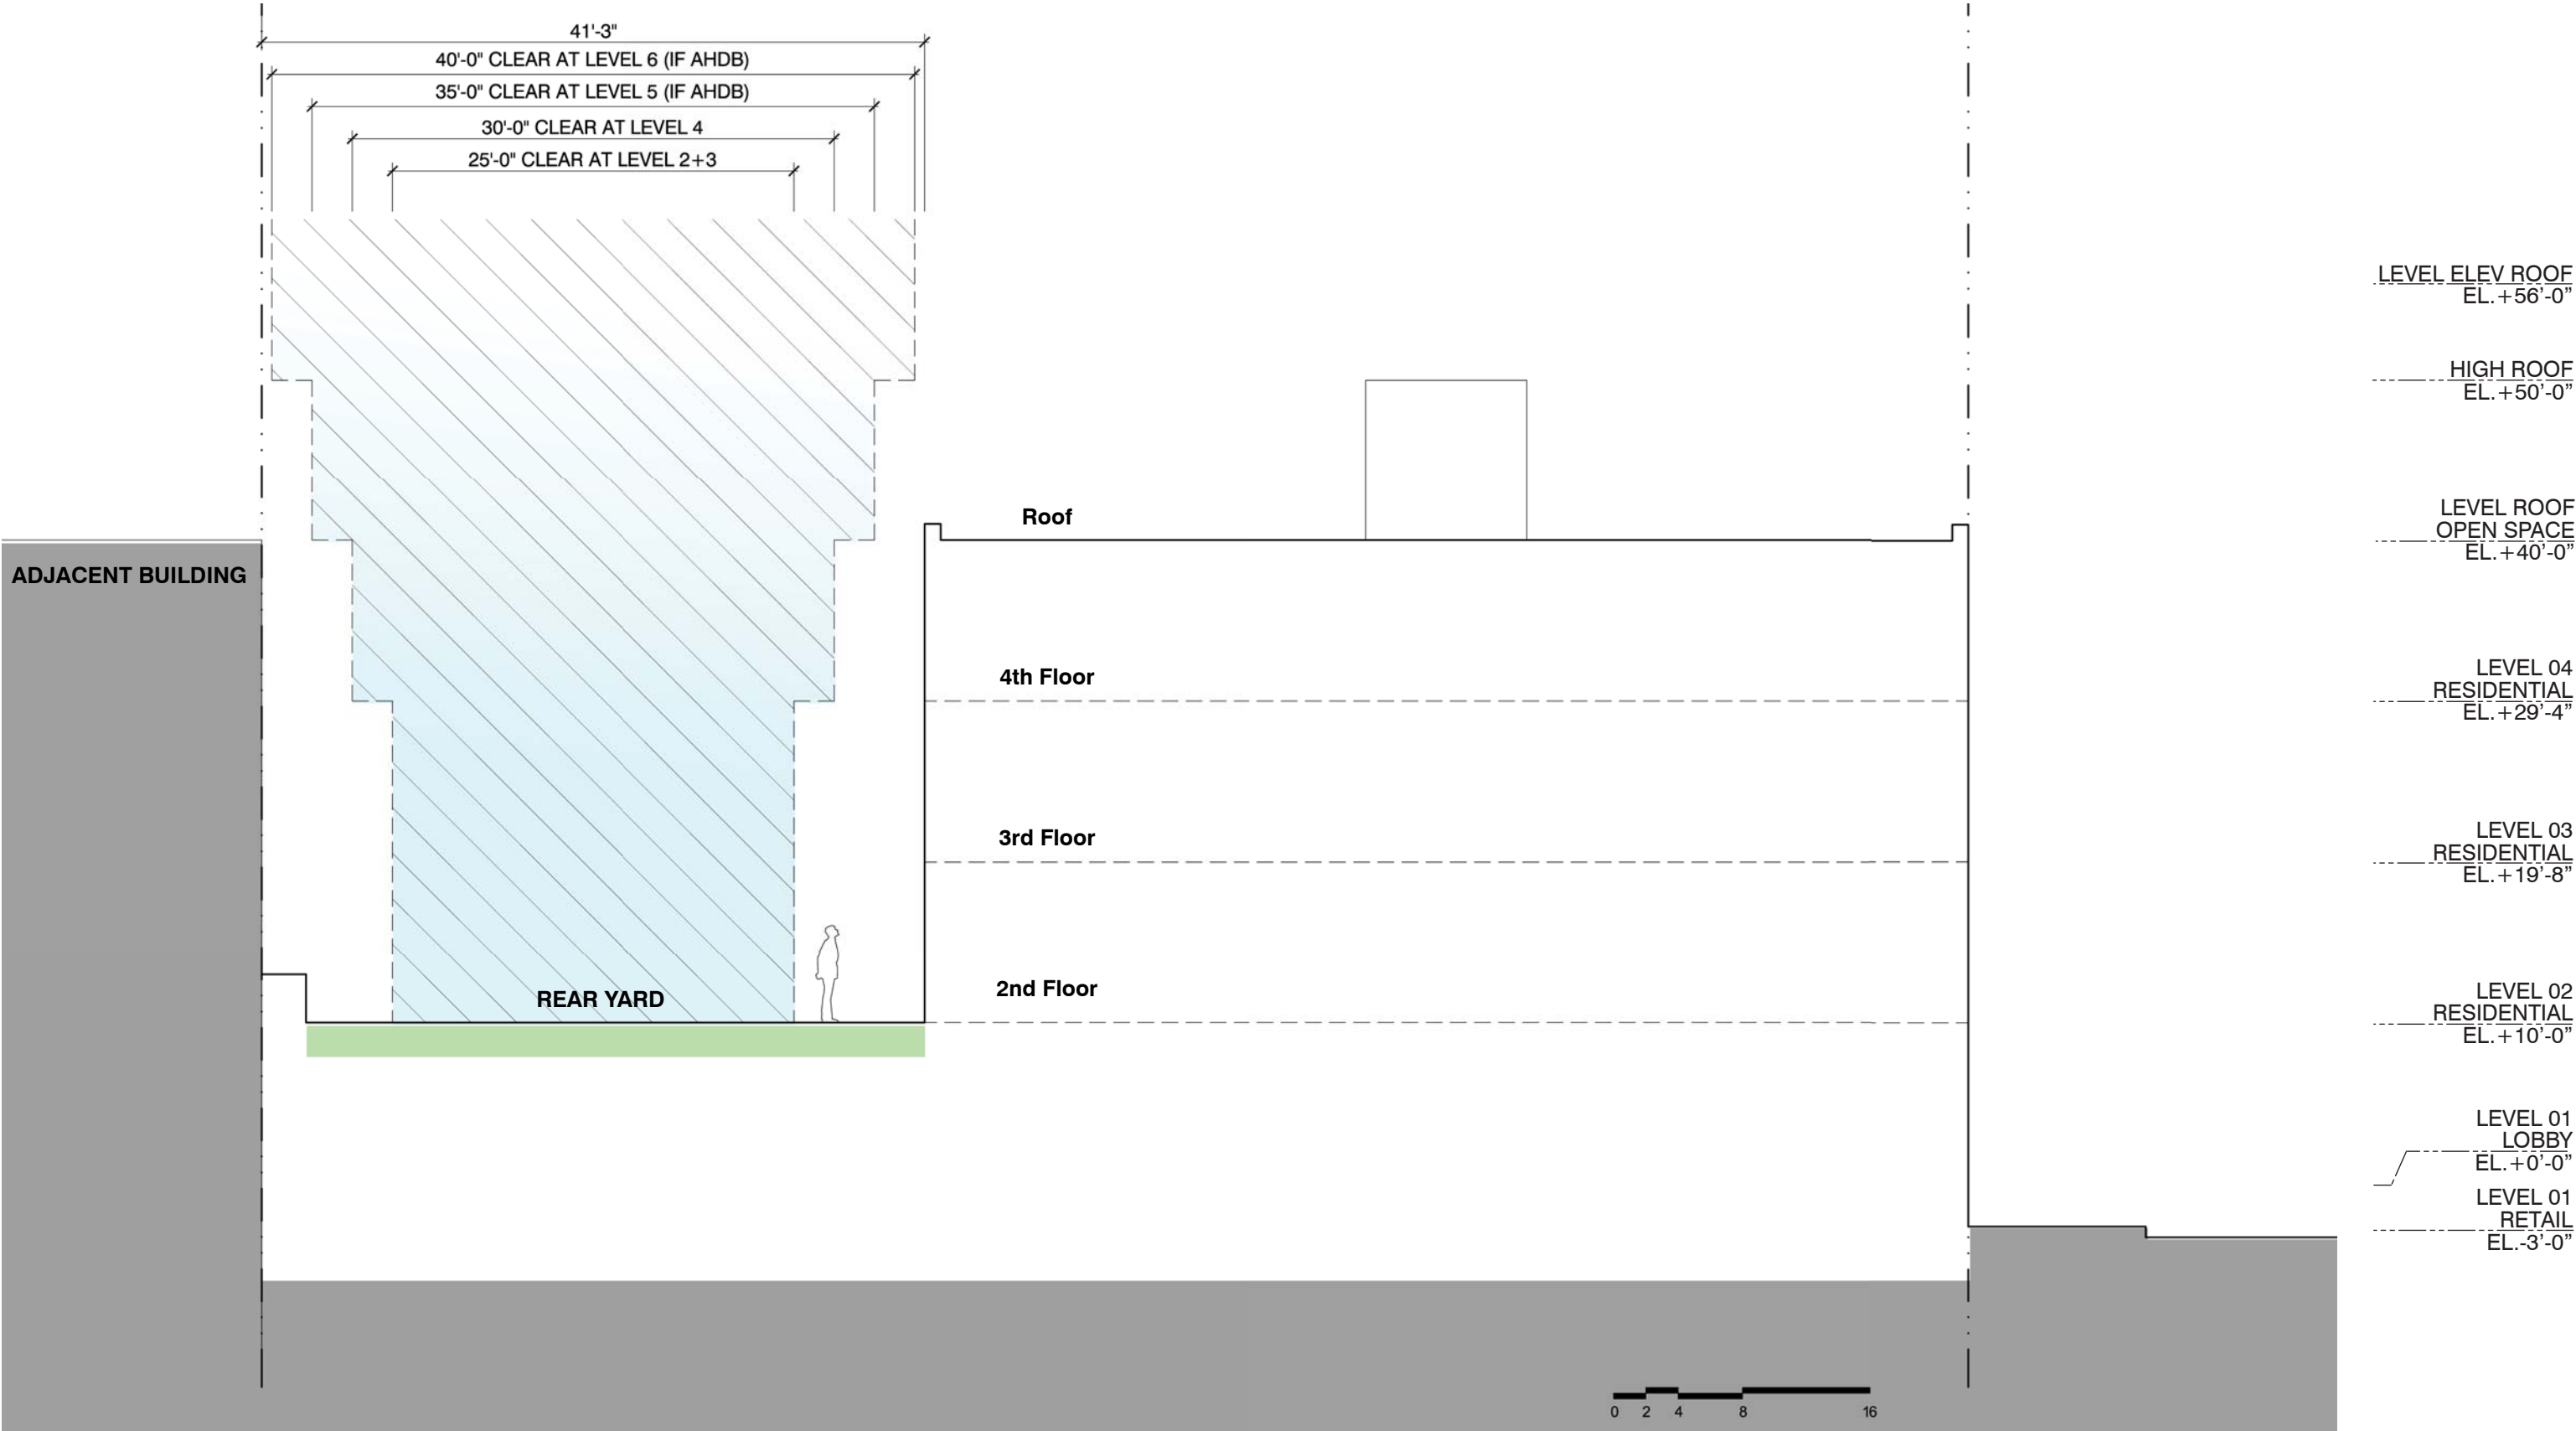 41'-3"
40'-0" CLEAR AT LEVEL 6 (IF AHDB)
35'-0" CLEAR AT LEVEL 5 (IF AHDB)
30'-0" CLEAR AT LEVEL 4
25'-0" CLEAR AT LEVEL 2+3
LEVEL ELEV ROOF
EL.+56'-0”
HIGH ROOF
EL.+50'-0”
Roof
LEVEL ROOF
OPEN SPACE
EL.+40'-0”
ADJACENT BUILDING
4th Floor
LEVEL 04
RESIDENTIAL
EL.+29'-4”
3rd Floor
LEVEL 03
RESIDENTIAL
EL.+19'-8”
REAR YARD
2nd Floor
LEVEL 02
RESIDENTIAL
EL.+10'-0”
LEVEL 01
LOBBY
EL.+0'-0”
LEVEL 01
RETAIL
EL.-3'-0”
0 2 4 8 16